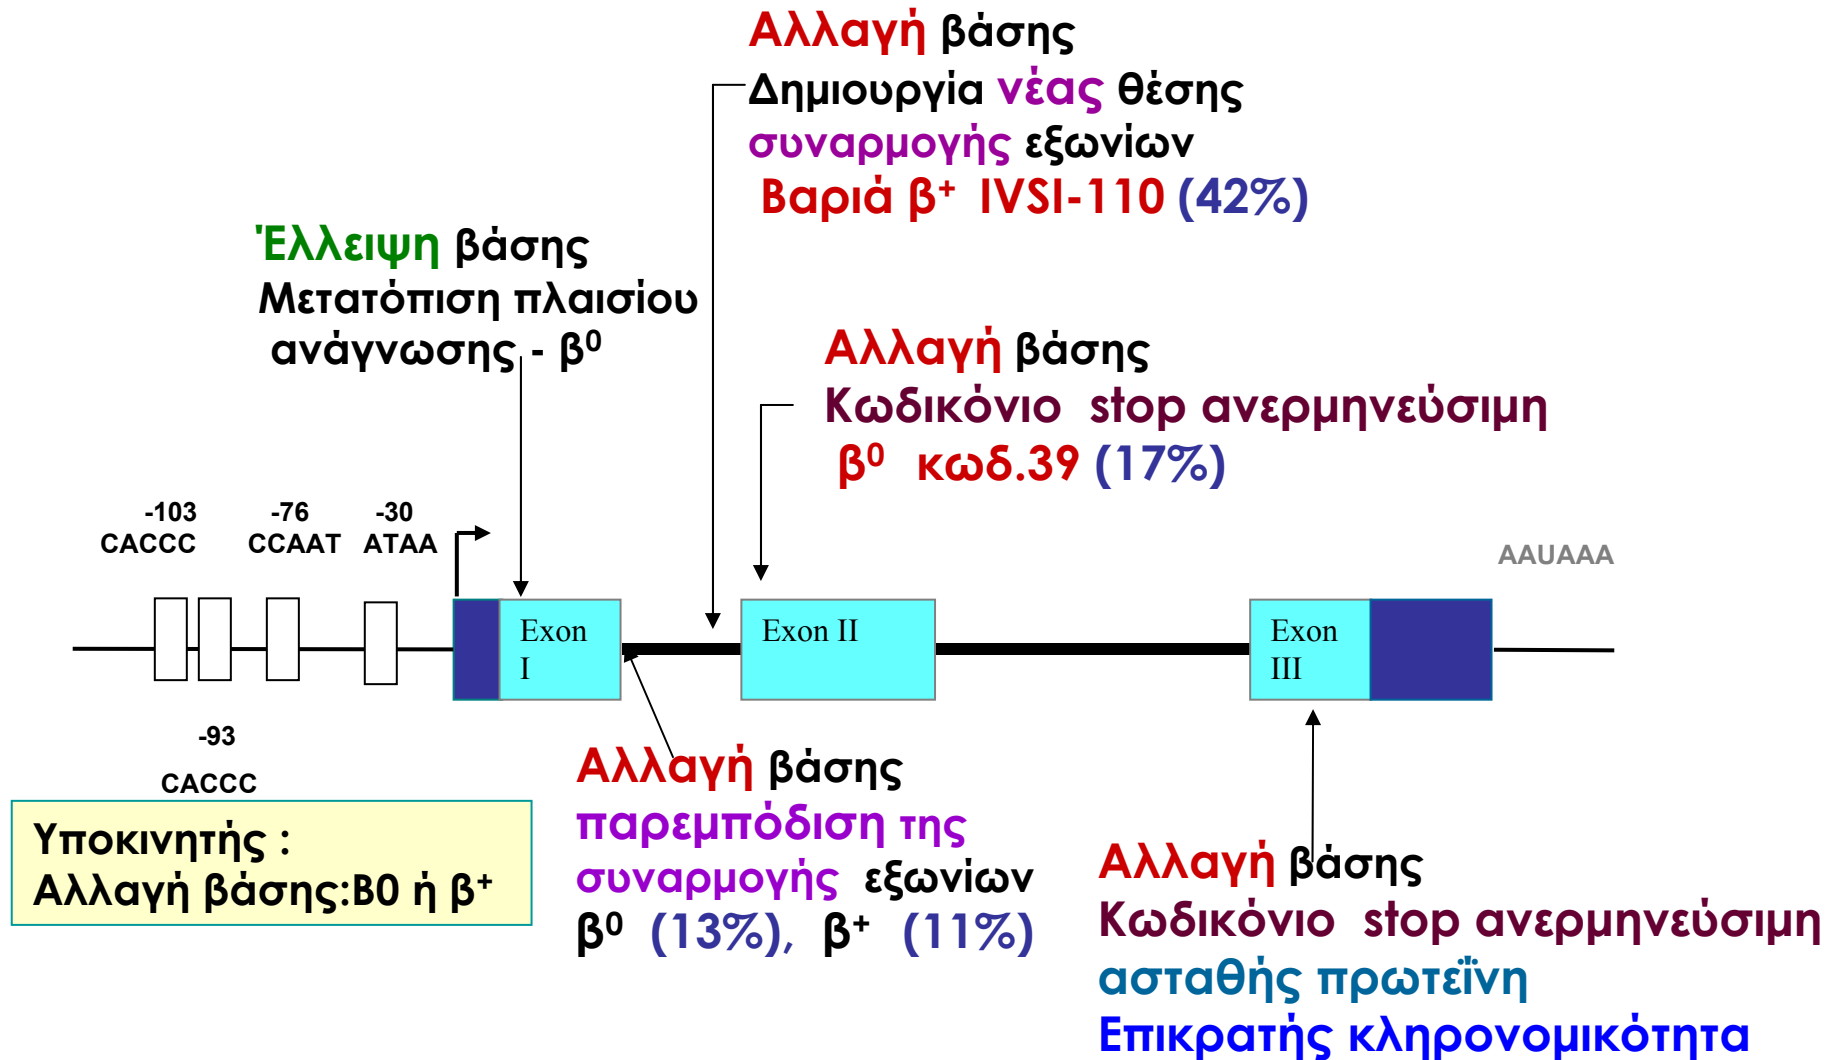 Αλλαγή βάσης
Δημιουργία νέας θέσης
συναρμογής εξωνίων
Βαριά β⁺ IVSI-110 (42%)
Έλλειψη βάσης
Μετατόπιση πλαισίου
ανάγνωσης - β⁰
Αλλαγή βάσης
Κωδικόνιο stop ανερμηνεύσιμη
β⁰ κωδ.39 (17%)
-103
CACCC
-76
CCAAT
-30
ATAA
AAUAAA
Exon
I
Exon II
Exon
III
-93
CACCC
Υποκινητής :
Αλλαγή βάσης:Β0 ή β⁺
Αλλαγή βάσης
παρεμπόδιση της
συναρμογής εξωνίων
β⁰ (13%), β⁺ (11%)
Αλλαγή βάσης
Κωδικόνιο stop ανερμηνεύσιμη
ασταθής πρωτεΐνη
Επικρατής κληρονομικότητα